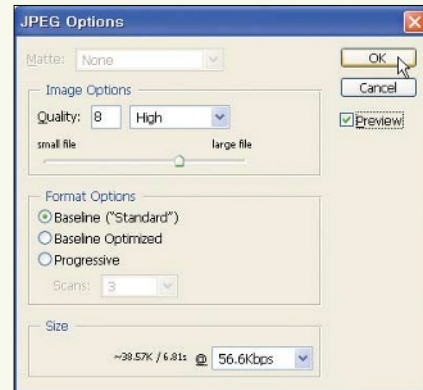 JPEG Options
Matte: None
OK
Cancel
Preview
Image Options
Quality: 8 High
small file large file
Format Options
Baseline ("Standard")
Baseline Optimized
Progressive
Scans: 3
Size
~38.57K / 6.81s @ 56.6Kbps